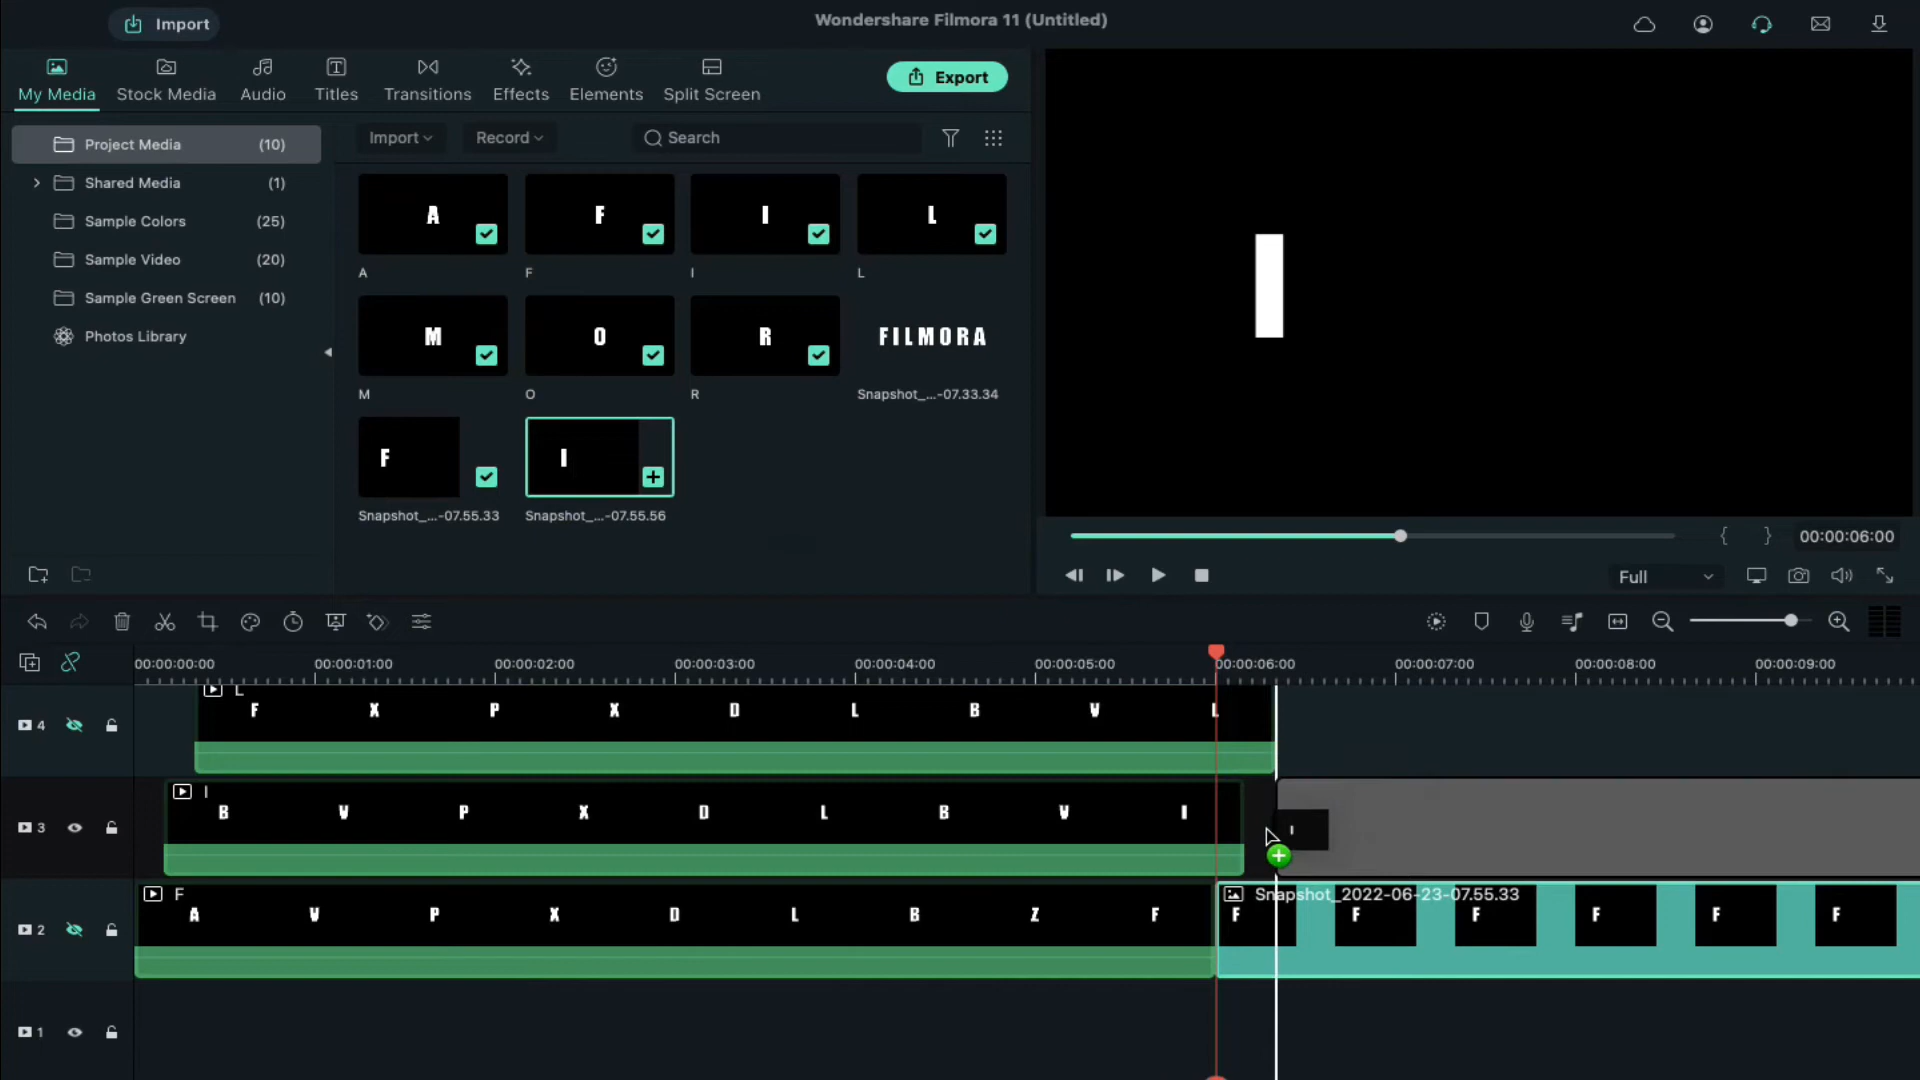 Import
Wondershare Filmora 11 (Untitled)
My Media
Stock Media
Audio
Titles
Transitions
Effects
Elements
Split Screen
Export
Project Media (10)
Shared Media (1)
Sample Colors (25)
Sample Video (20)
Sample Green Screen (10)
Photos Library
Import
Record
Search
A F I L
A F I L
M O R FILMORA
M O R Snapshot_...-07.33.34
F I
Snapshot_...-07.55.33 Snapshot_...-07.55.56
I
{ } 00:00:06:00
Full
00:00:00:00 00:00:01:00 00:00:02:00 00:00:03:00 00:00:04:00 00:00:05:00 00:00:06:00 00:00:07:00 00:00:08:00 00:00:09:00
L
4 F X P X D L B V L
I
3 B V P X D L B V I I
F Snapshot_2022-06-23-07.55.33
2 A V P X D L B Z F F F F F F F
1